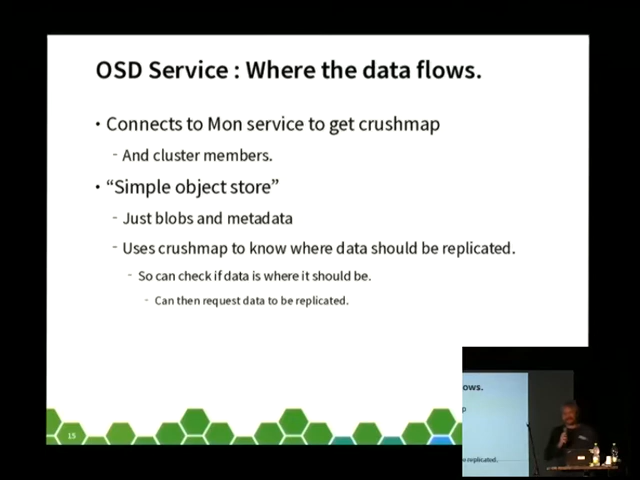 OSD Service : Where the data flows.
• Connects to Mon service to get crushmap
- And cluster members.
• “Simple object store”
- Just blobs and metadata
- Uses crushmap to know where data should be replicated.
- So can check if data is where it should be.
- Can then request data to be replicated.
15
ows.
p
replicated.